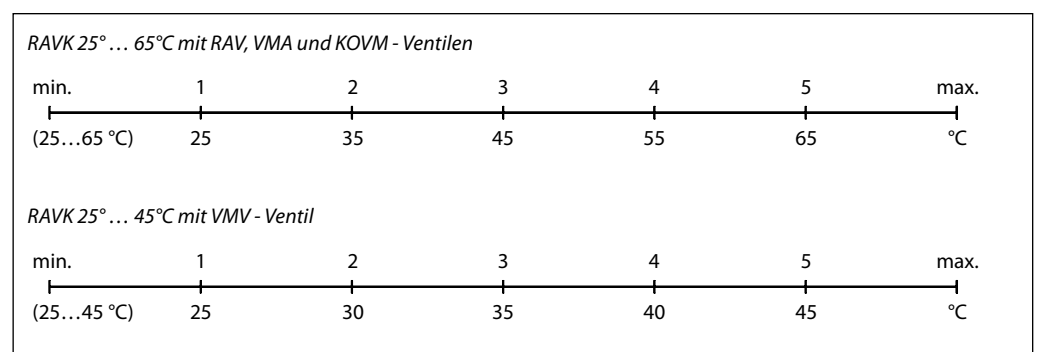 RAVK 25° … 65°C mit RAV, VMA und KOVM - Ventilen
min. 1 2 3 4 5 max.
(25…65 °C) 25 35 45 55 65 °C
RAVK 25° … 45°C mit VMV - Ventil
min. 1 2 3 4 5 max.
(25…45 °C) 25 30 35 40 45 °C